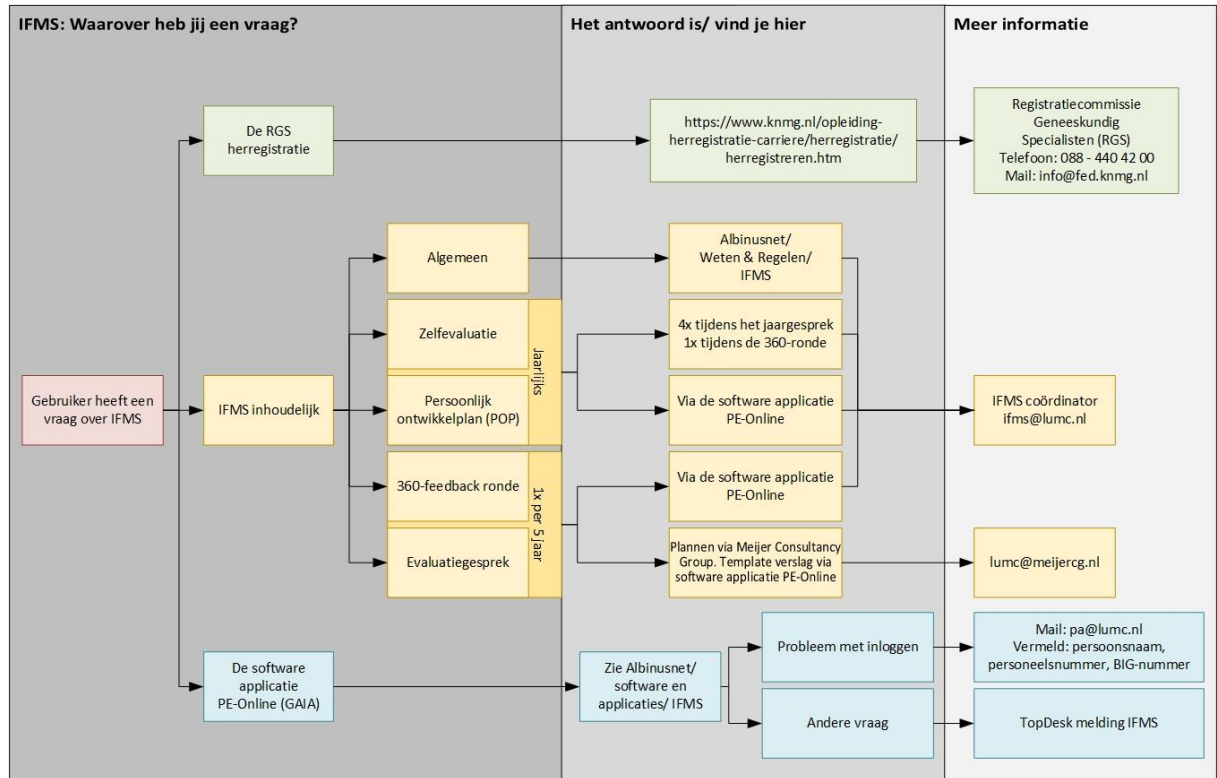 IFMS: Waarover heb jij een vraag?
Het antwoord is/ vind je hier
Meer informatie
De RGS
herregistratie
https://www.knmg.nl/opleiding-
herregistratie-carriere/herregistratie/
herregistreren.htm
Registratiecommissie
Geneeskundig
Specialisten (RGS)
Telefoon: 088 - 440 42 00
Mail: info@fed.knmg.nl
Gebruiker heeft een
vraag over IFMS
IFMS inhoudelijk
Algemeen
Albinusnet/
Weten & Regelen/
IFMS
Zelfevaluatie
Persoonlijk
ontwikkelplan (POP)
Jaarlijks
4x tijdens het jaargesprek
1x tijdens de 360-ronde
Via de software applicatie
PE-Online
IFMS coördinator
ifms@lumc.nl
360-feedback ronde
Evaluatiegesprek
1x per 5 jaar
Via de software applicatie
PE-Online
Plannen via Meijer Consultancy
Group. Template verslag via
software applicatie PE-Online
lumc@meijercg.nl
De software
applicatie
PE-Online (GAIA)
Zie Albinusnet/
software en
applicaties/ IFMS
Probleem met inloggen
Mail: pa@lumc.nl
Vermeld: persoonsnaam,
personeelsnummer, BIG-nummer
Andere vraag
TopDesk melding IFMS